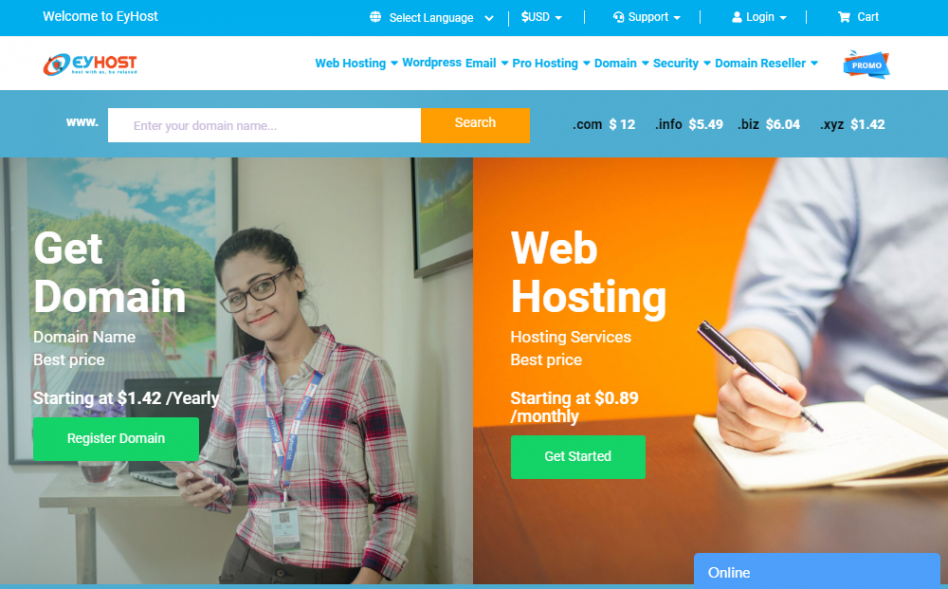 Welcome to EyHost
Select Language
$USD
Support
Login
Cart
EYHOST
host with us, be relaxed
Web Hosting Wordpress Email Pro Hosting Domain Security Domain Reseller
PROMO
www. Enter your domain name... Search
.com $ 12 .info $5.49 .biz $6.04 .xyz $1.42
Get
Domain
Domain Name
Best price
Starting at $1.42 /Yearly
Register Domain
Web
Hosting
Hosting Services
Best price
Starting at $0.89
/monthly
Get Started
Online